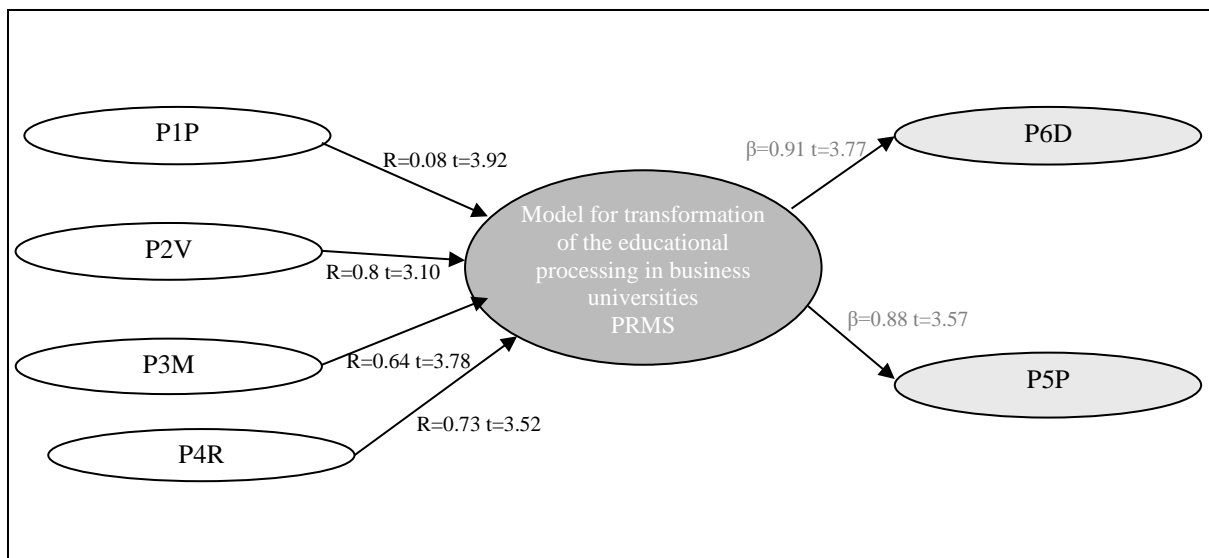 P1P
R=0.08 t=3.92
P2V
R=0.8 t=3.10
P3M
R=0.64 t=3.78
P4R
R=0.73 t=3.52
Model for transformation
of the educational
processing in business
universities
PRMS
β=0.91 t=3.77
P6D
β=0.88 t=3.57
P5P